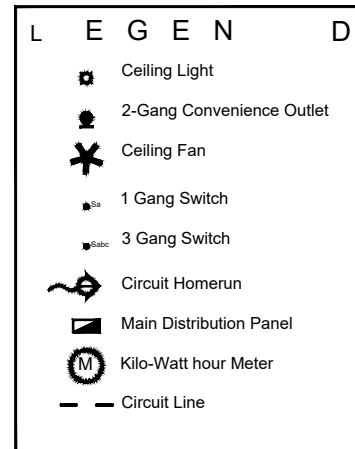 L E G E N D
Ceiling Light
2-Gang Convenience Outlet
Ceiling Fan
Sa 1 Gang Switch
Sabc 3 Gang Switch
Circuit Homerun
Main Distribution Panel
M Kilo-Watt hour Meter
Circuit Line